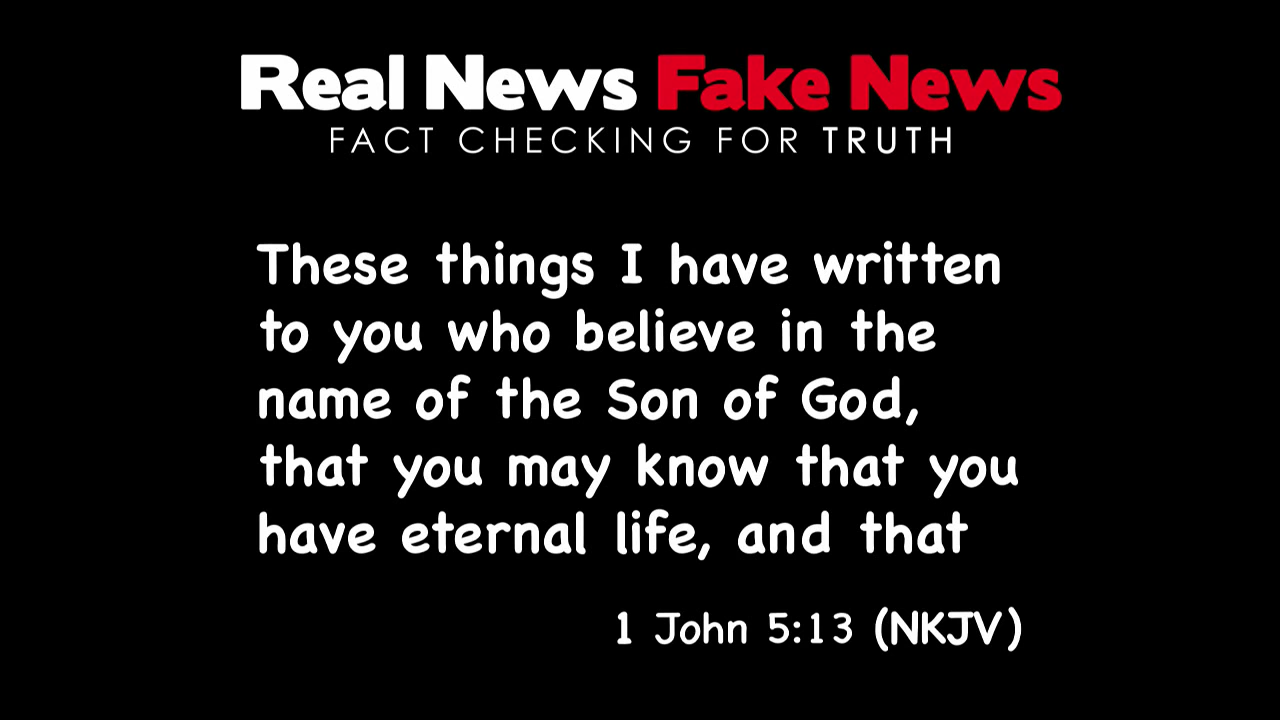 Real News Fake News
FACT CHECKING FOR TRUTH
These things I have written
to you who believe in the
name of the Son of God,
that you may know that you
have eternal life, and that
1 John 5:13 (NKJV)